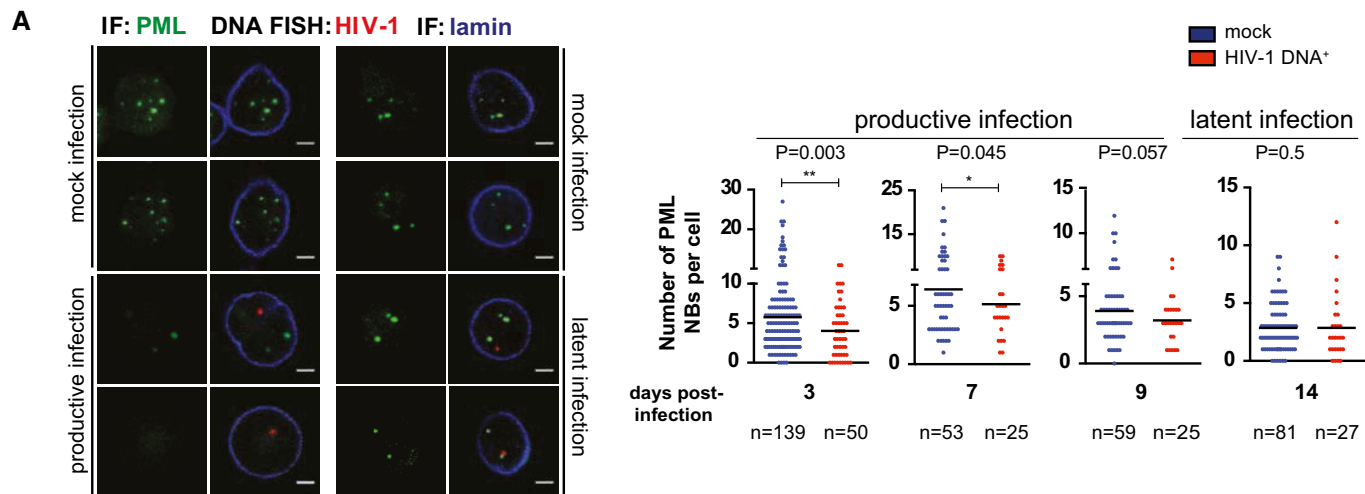 A
IF: PML DNA FISH: HIV-1 IF: lamin
mock infection
productive infection
mock infection
latent infection
mock
HIV-1 DNA+
productive infection latent infection
P=0.003 P=0.045 P=0.057 P=0.5
** *
Number of PML
NBs per cell
30
20
10
5
0
25
15
5
0
15
10
5
0
15
10
5
0
days post-
infection
3 7 9 14
n=139 n=50 n=53 n=25 n=59 n=25 n=81 n=27